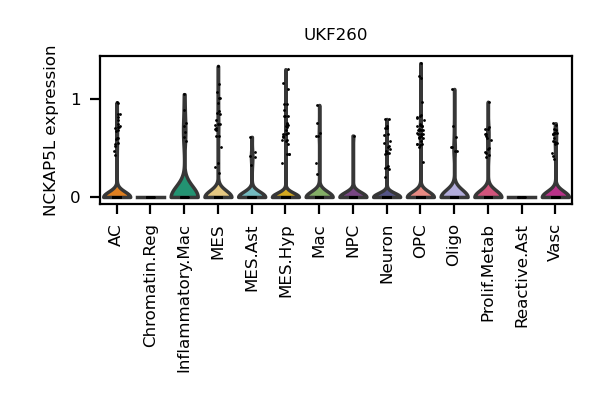 UKF260
NCKAP5L expression
1
0
AC
Chromatin.Reg
Inflammatory.Mac
MES
MES.Ast
MES.Hyp
Mac
NPC
Neuron
OPC
Oligo
Prolif.Metab
Reactive.Ast
Vasc